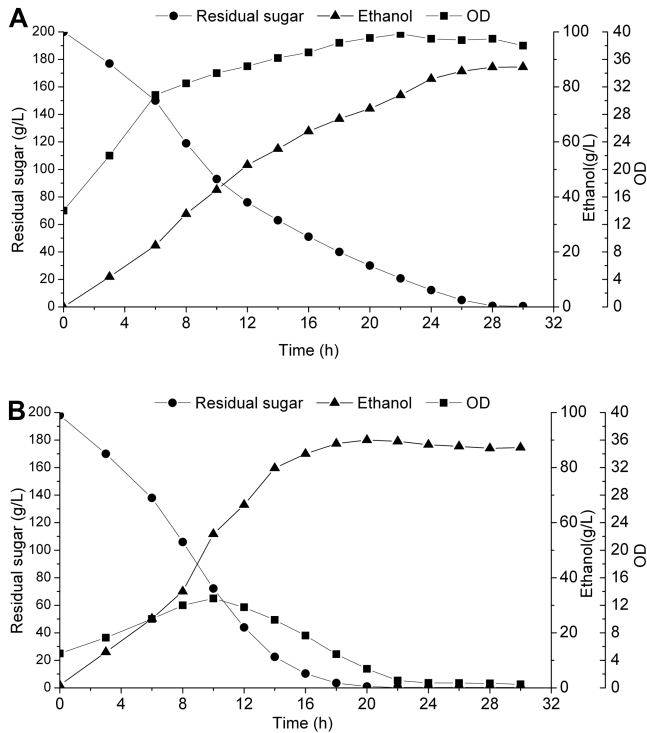 A
Residual sugar Ethanol OD
200 100 40
180 36
160 80 32
140 28
120 60 24
100 20
80 40 16
60 12
40 20 8
20 4
0 0 0
0 4 8 12 16 20 24 28 32
Time (h)
Residual sugar (g/L)
Ethanol(g/L)
OD
B
Residual sugar Ethanol OD
200 100 40
180 36
160 80 32
140 28
120 60 24
100 20
80 40 16
60 12
40 20 8
20 4
0 0 0
0 4 8 12 16 20 24 28 32
Time (h)
Residual sugar (g/L)
Ethanol(g/L)
OD